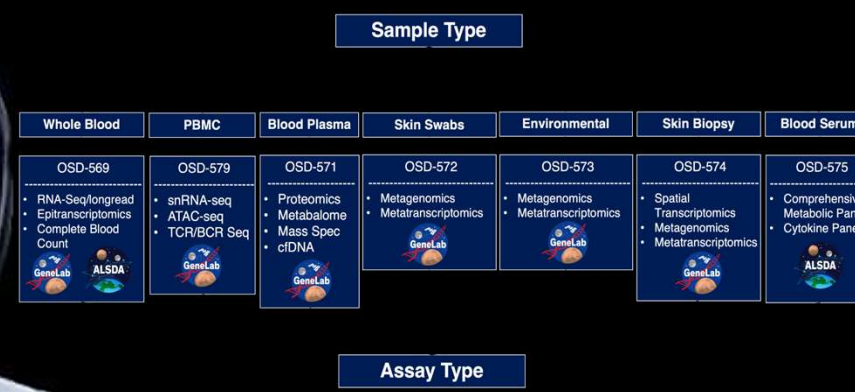 Sample Type
Whole Blood
PBMC
Blood Plasma
Skin Swabs
Environmental
Skin Biopsy
Blood Serum
OSD-569
• RNA-Seq/longread
• Epitranscriptomics
• Complete Blood
Count
GeneLab
ALSDA
OSD-579
• snRNA-seq
• ATAC-seq
• TCR/BCR Seq
GeneLab
OSD-571
• Proteomics
• Metabalome
• Mass Spec
• cfDNA
GeneLab
OSD-572
• Metagenomics
• Metatranscriptomics
GeneLab
OSD-573
• Metagenomics
• Metatranscriptomics
GeneLab
OSD-574
• Spatial
Transcriptomics
• Metagenomics
• Metatranscriptomics
GeneLab
OSD-575
• Comprehensiv
Metabolic Pan
• Cytokine Pane
ALSDA
Assay Type